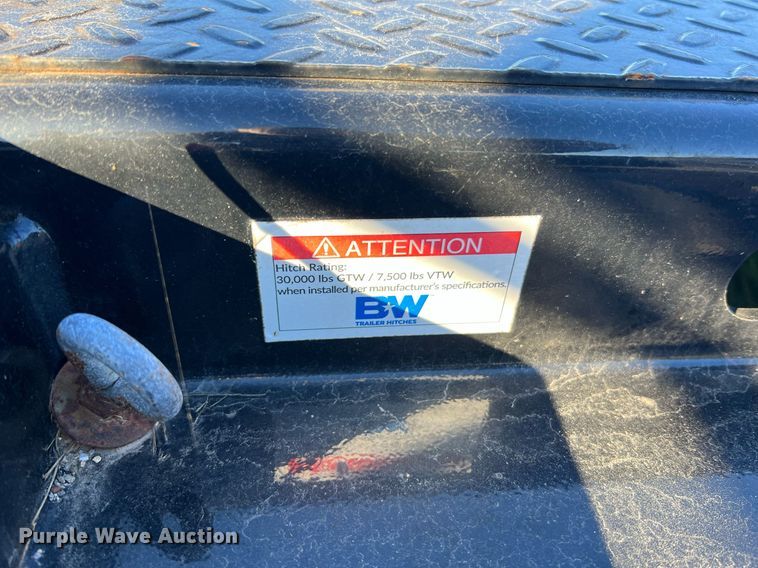 ⚠ ATTENTION
Hitch Rating:
30,000 lbs GTW / 7,500 lbs VTW
when installed per manufacturer's specifications.
B★W
TRAILER HITCHES
Purple Wave Auction